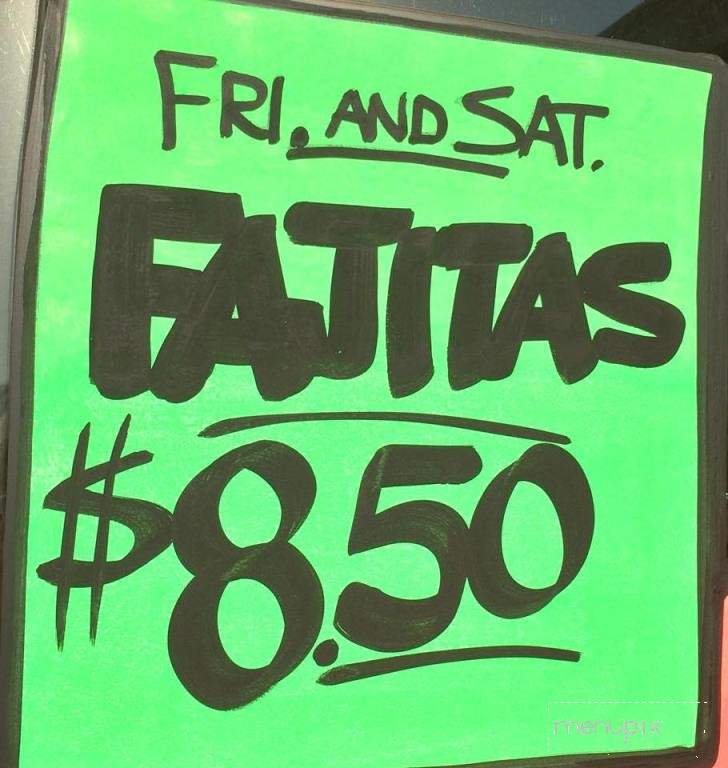 FRI. AND SAT.
FAJITAS
$8.50
menupix